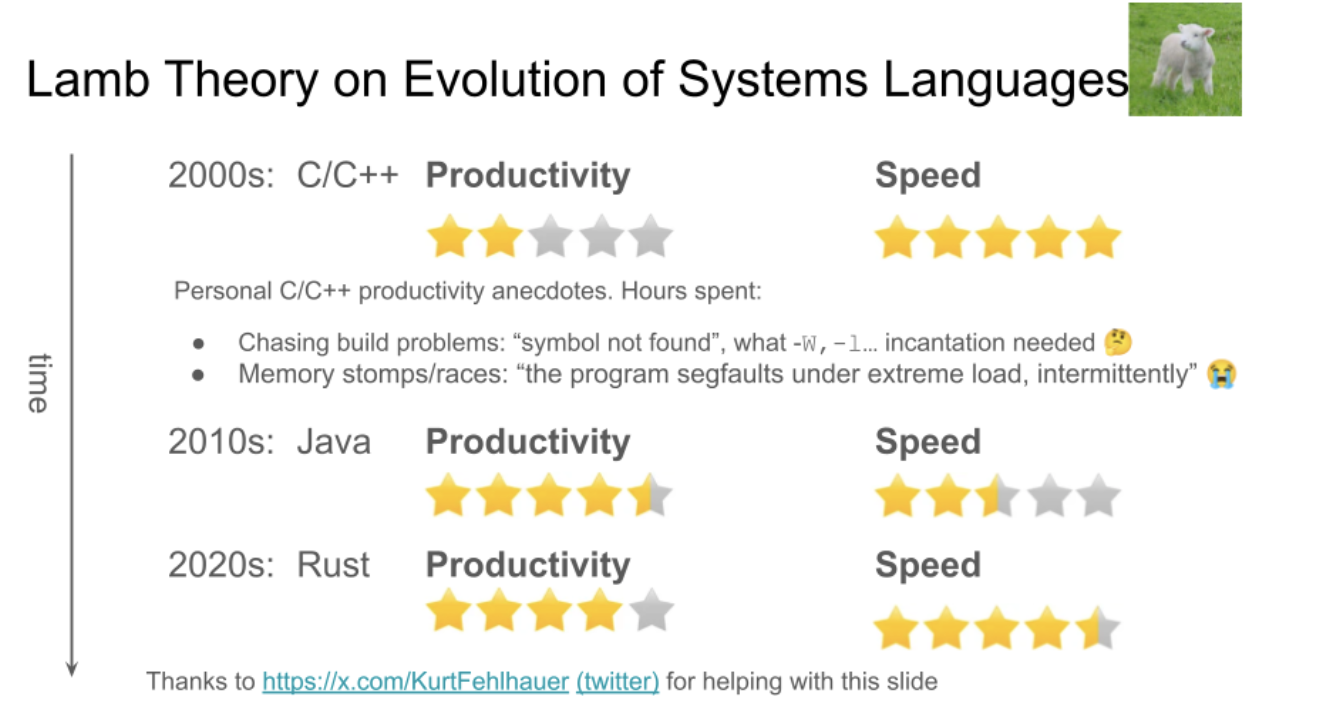 Lamb Theory on Evolution of Systems Languages
2000s: C/C++ Productivity Speed
Personal C/C++ productivity anecdotes. Hours spent:
● Chasing build problems: “symbol not found”, what -W,-l… incantation needed 🤔
● Memory stomps/races: “the program segfaults under extreme load, intermittently” 😭
time
2010s: Java Productivity Speed
2020s: Rust Productivity Speed
Thanks to https://x.com/KurtFehlhauer (twitter) for helping with this slide